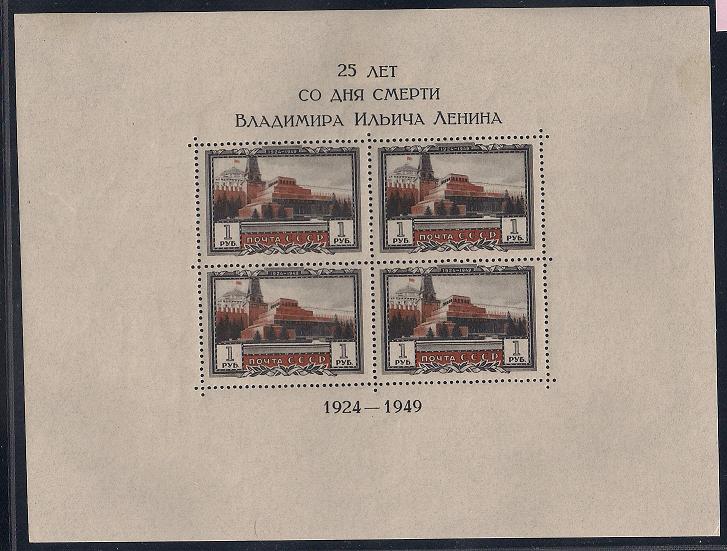 25 ЛЕТ
СО ДНЯ СМЕРТИ
ВЛАДИМИРА ИЛЬИЧА ЛЕНИНА
1924-1949
1924-1949
1 РУБ. ПОЧТА СССР 1 РУБ.
1 РУБ. ПОЧТА СССР 1 РУБ.
1924-1949
1924-1949
1 РУБ. ПОЧТА СССР 1 РУБ.
1 РУБ. ПОЧТА СССР 1 РУБ.
1924—1949